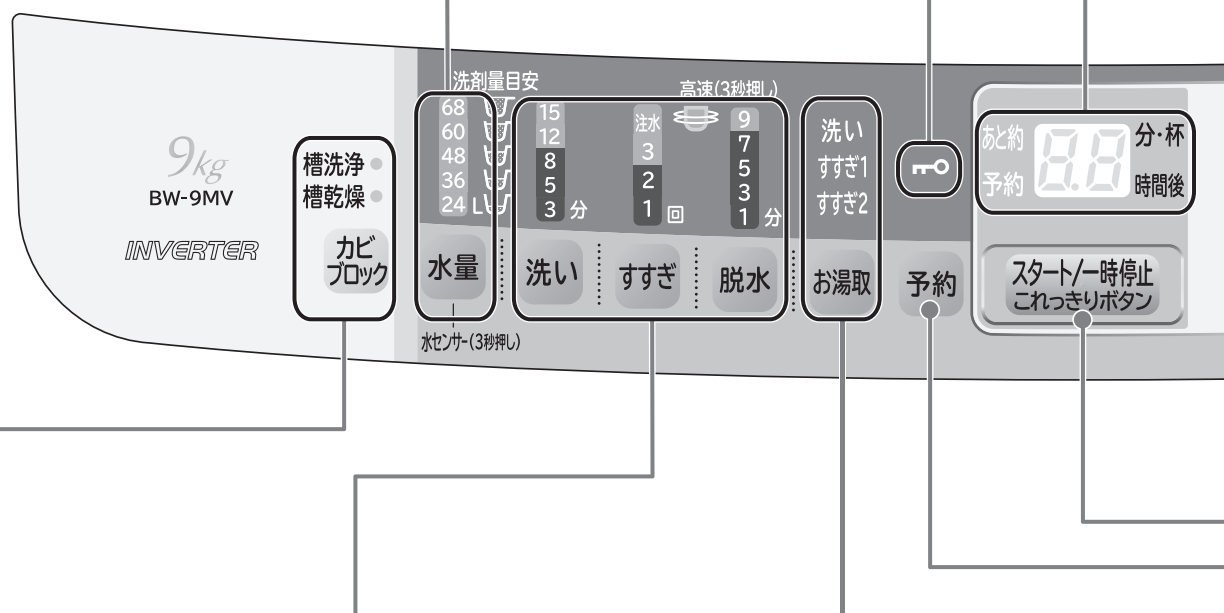 9kg
BW-9MV
INVERTER
槽洗浄
槽乾燥
カビ
ブロック
洗剤量目安
68
60
48
36
24 L
水量
水センサー(3秒押し)
15
12
8
5
3 分
洗い
注水
3
2
1 回
すすぎ
高速(3秒押し)
9
7
5
3
1 分
脱水
洗い
すすぎ1
すすぎ2
お湯取
予約
あと約 8.8 分・杯
予約 時間後
スタート/一時停止
これっきりボタン